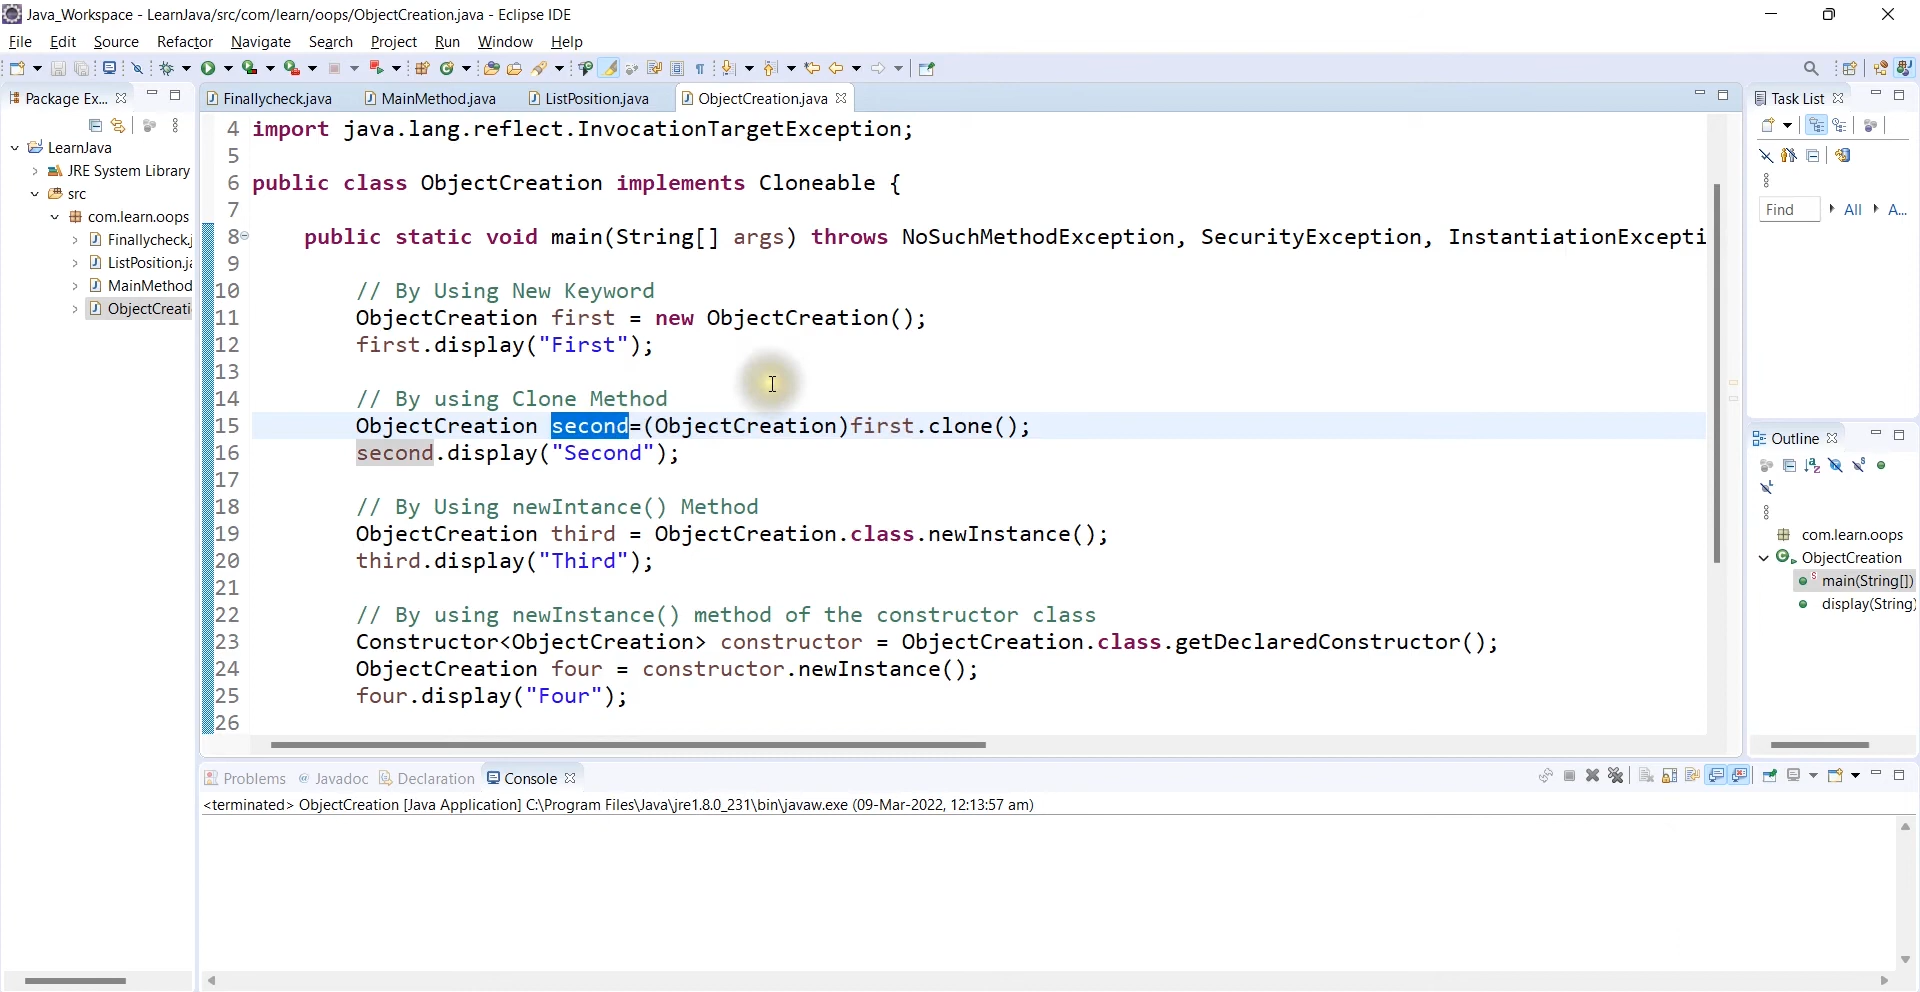 Java_Workspace - LearnJava/src/com/learn/oops/ObjectCreation.java - Eclipse IDE
File Edit Source Refactor Navigate Search Project Run Window Help
Package Ex...
LearnJava
JRE System Library
src
com.learn.oops
Finallycheck.j
ListPosition.ja
MainMethod
ObjectCreati
Finallycheck.java MainMethod.java ListPosition.java ObjectCreation.java
4 import java.lang.reflect.InvocationTargetException;
5
6 public class ObjectCreation implements Cloneable {
7
8 public static void main(String[] args) throws NoSuchMethodException, SecurityException, InstantiationExcepti
9
10 // By Using New Keyword
11 ObjectCreation first = new ObjectCreation();
12 first.display("First");
13
14 // By using Clone Method
15 ObjectCreation second=(ObjectCreation)first.clone();
16 second.display("Second");
17
18 // By Using newIntance() Method
19 ObjectCreation third = ObjectCreation.class.newInstance();
20 third.display("Third");
21
22 // By using newInstance() method of the constructor class
23 Constructor<ObjectCreation> constructor = ObjectCreation.class.getDeclaredConstructor();
24 ObjectCreation four = constructor.newInstance();
25 four.display("Four");
26
Task List
Find All A...
Outline
com.learn.oops
ObjectCreation
main(String[])
display(String)
Problems Javadoc Declaration Console
<terminated> ObjectCreation [Java Application] C:\Program Files\Java\jre1.8.0_231\bin\javaw.exe (09-Mar-2022, 12:13:57 am)